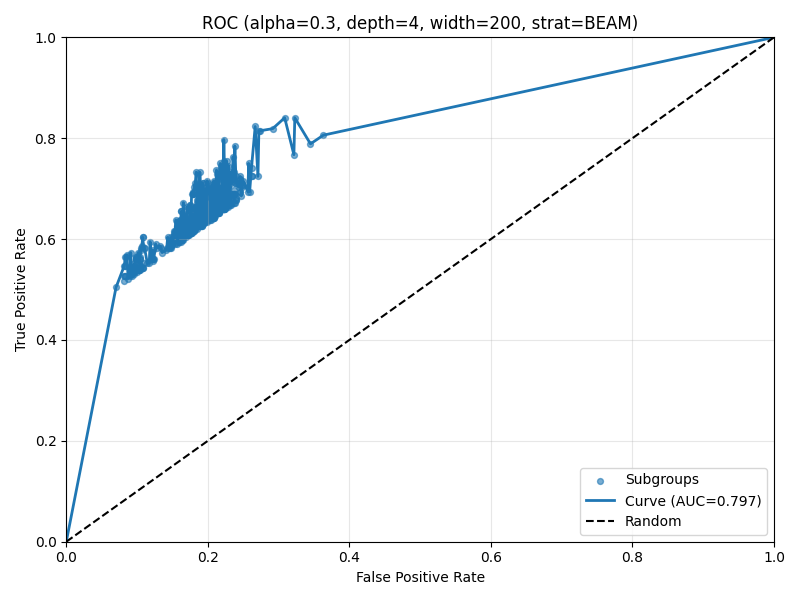 ROC (alpha=0.3, depth=4, width=200, strat=BEAM)
1.0
0.8
0.6
0.4
0.2
0.0
True Positive Rate
0.0
0.2
0.4
0.6
0.8
1.0
False Positive Rate
Subgroups
Curve (AUC=0.797)
Random